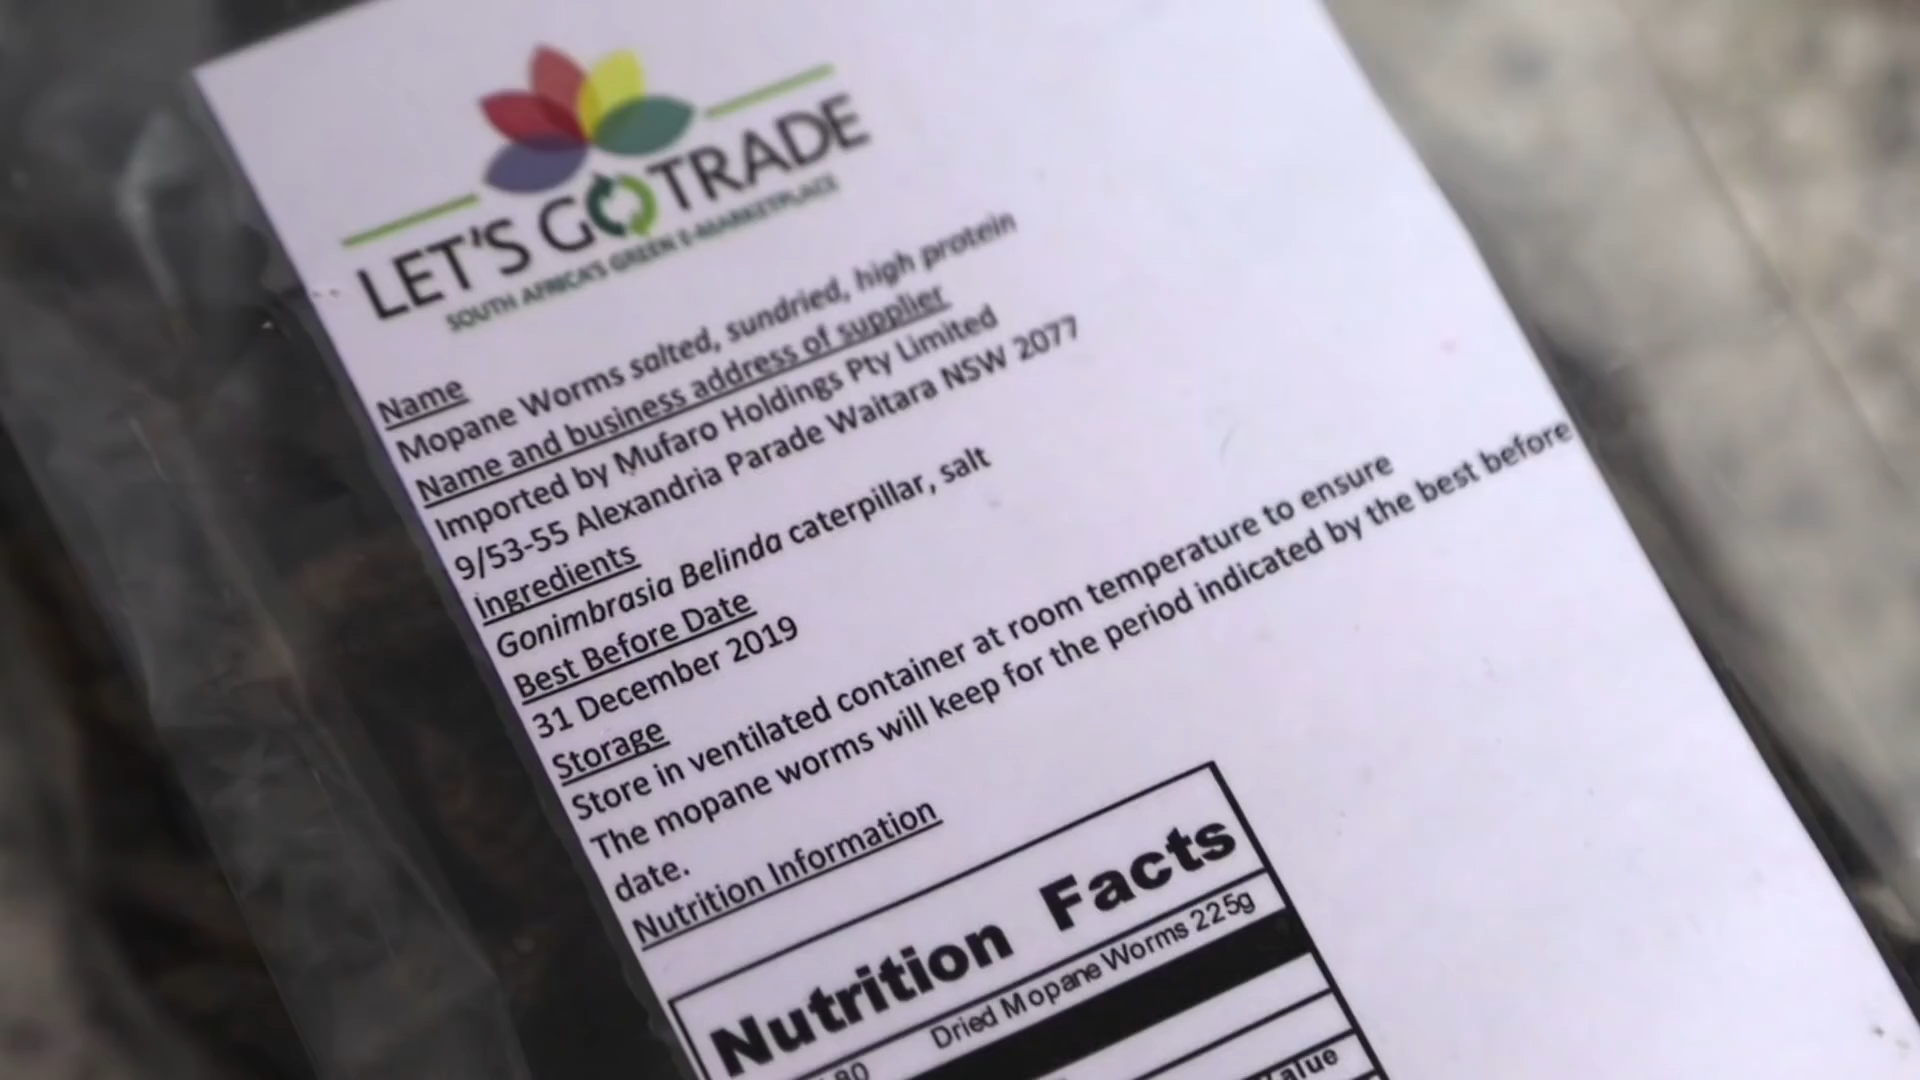 LET'S GO TRADE
SOUTH AFRICA'S GREEN E-MARKETPLACE
Name
Mopane Worms salted, sundried, high protein
Name and business address of supplier
Imported by Mufaro Holdings Pty Limited
9/53-55 Alexandria Parade Waitara NSW 2077
Ingredients
Gonimbrasia Belinda caterpillar, salt
Best Before Date
31 December 2019
Storage
Store in ventilated container at room temperature to ensure
The mopane worms will keep for the period indicated by the best before
date.
Nutrition Information
Nutrition Facts
Dried Mopane Worms 225g